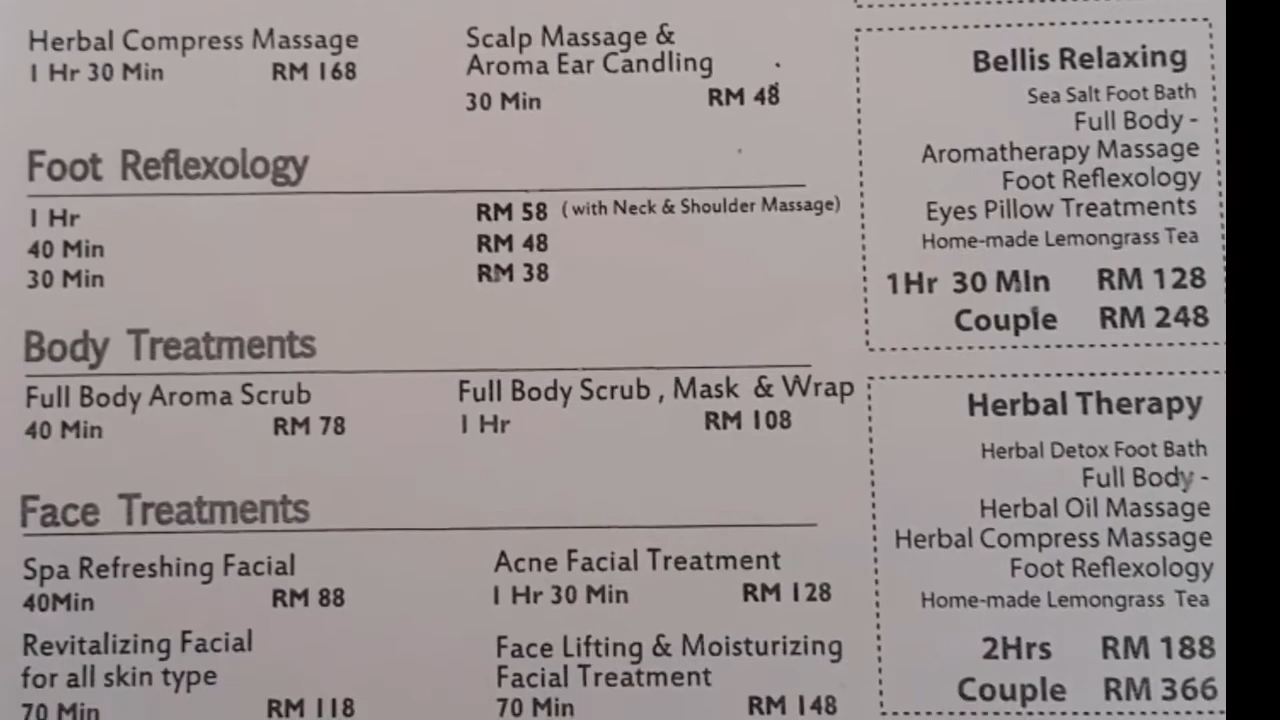 Herbal Compress Massage
1 Hr 30 Min RM 168
Scalp Massage &
Aroma Ear Candling
30 Min RM 48
Foot Reflexology
1 Hr RM 58 (with Neck & Shoulder Massage)
40 Min RM 48
30 Min RM 38
Body Treatments
Full Body Aroma Scrub
40 Min RM 78
Full Body Scrub , Mask & Wrap
1 Hr RM 108
Face Treatments
Spa Refreshing Facial
40Min RM 88
Acne Facial Treatment
1 Hr 30 Min RM 128
Revitalizing Facial
for all skin type
70 Min RM 118
Face Lifting & Moisturizing
Facial Treatment
70 Min RM 148
Bellis Relaxing
Sea Salt Foot Bath
Full Body -
Aromatherapy Massage
Foot Reflexology
Eyes Pillow Treatments
Home-made Lemongrass Tea
1Hr 30 MIn RM 128
Couple RM 248
Herbal Therapy
Herbal Detox Foot Bath
Full Body -
Herbal Oil Massage
Herbal Compress Massage
Foot Reflexology
Home-made Lemongrass Tea
2Hrs RM 188
Couple RM 366